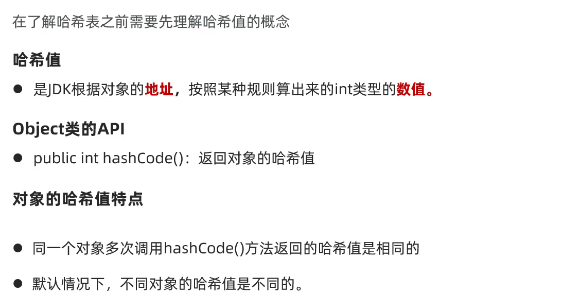 在了解哈希表之前需要先理解哈希值的概念
哈希值
● 是JDK根据对象的地址，按照某种规则算出来的int类型的数值。
Object类的API
● public int hashCode()：返回对象的哈希值
对象的哈希值特点
● 同一个对象多次调用hashCode()方法返回的哈希值是相同的
● 默认情况下，不同对象的哈希值是不同的。